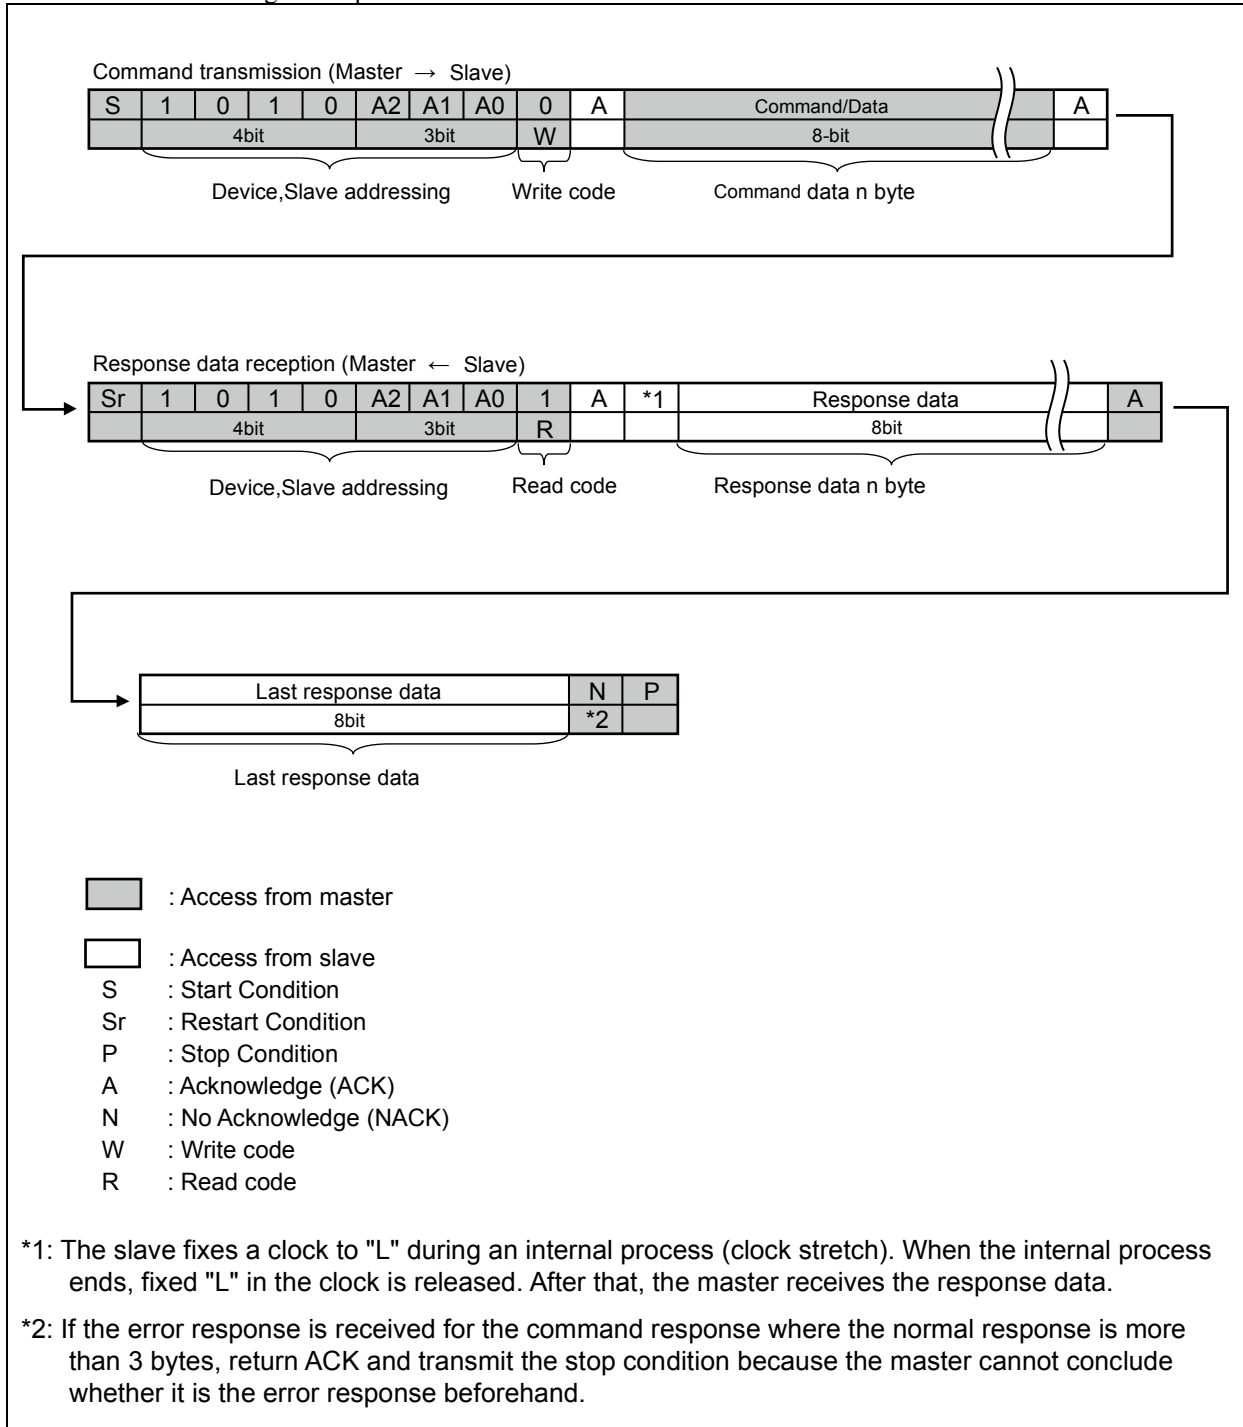 Command transmission (Master → Slave)
S 1 0 1 0 A2 A1 A0 0 A Command/Data A
4bit 3bit W 8-bit
Device,Slave addressing Write code Command data n byte
Response data reception (Master ← Slave)
Sr 1 0 1 0 A2 A1 A0 1 A *1 Response data A
4bit 3bit R 8bit
Device,Slave addressing Read code Response data n byte
Last response data N P
8bit *2
Last response data
: Access from master
: Access from slave
S : Start Condition
Sr : Restart Condition
P : Stop Condition
A : Acknowledge (ACK)
N : No Acknowledge (NACK)
W : Write code
R : Read code
*1: The slave fixes a clock to "L" during an internal process (clock stretch). When the internal process
ends, fixed "L" in the clock is released. After that, the master receives the response data.
*2: If the error response is received for the command response where the normal response is more
than 3 bytes, return ACK and transmit the stop condition because the master cannot conclude
whether it is the error response beforehand.